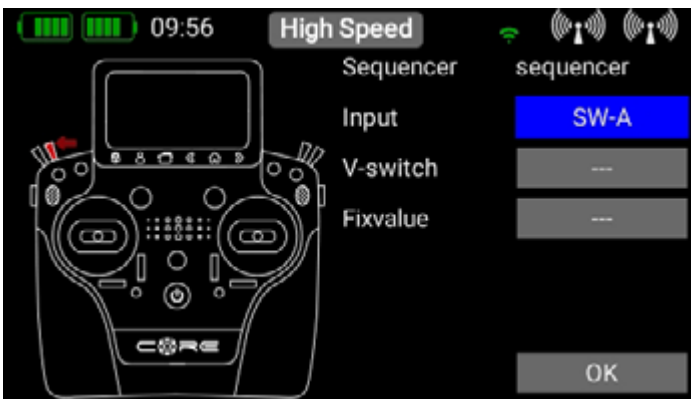 09:56 High Speed
Sequencer sequencer
Input SW-A
V-switch ---
Fixvalue ---
CORE
OK